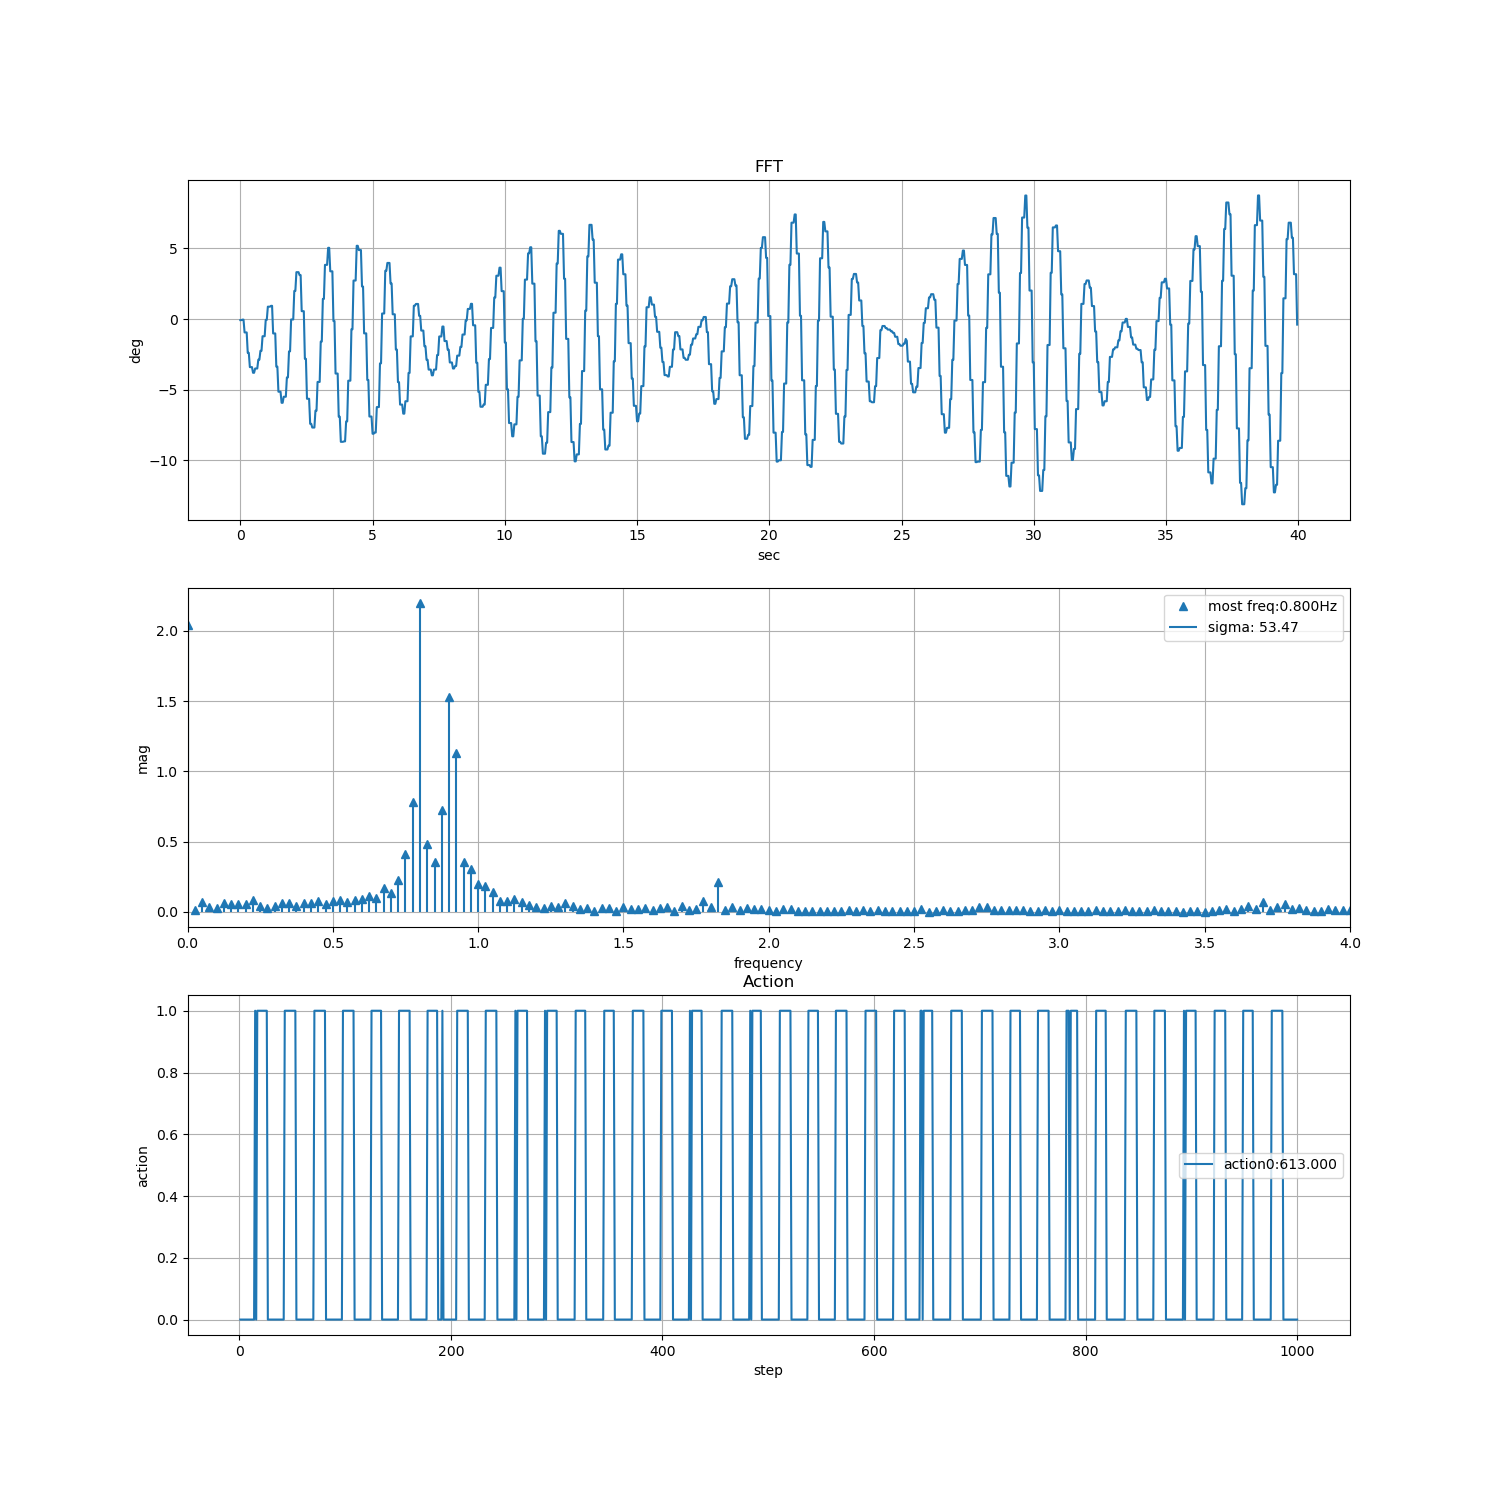 FFT
5
0
−5
−10
deg
0 5 10 15 20 25 30 35 40
sec
most freq:0.800Hz
sigma: 53.47
2.0
1.5
1.0
0.5
0.0
mag
0.0 0.5 1.0 1.5 2.0 2.5 3.0 3.5 4.0
frequency
Action
1.0
0.8
0.6
0.4
0.2
0.0
action
action0:613.000
0 200 400 600 800 1000
step